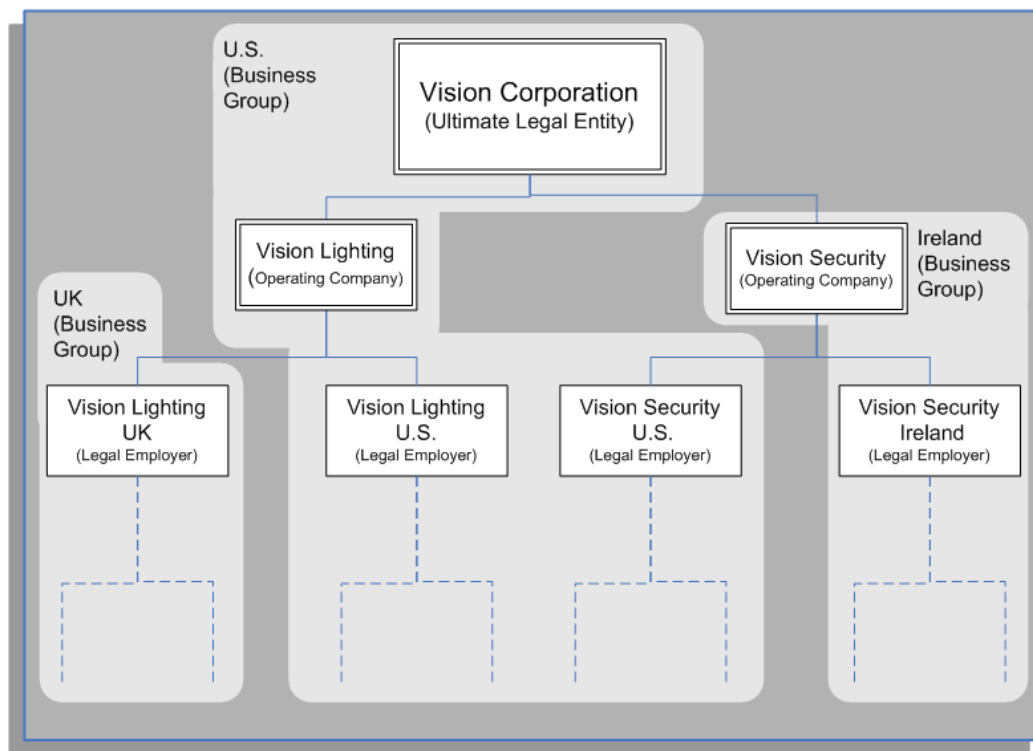 U.S.
(Business
Group)
Vision Corporation
(Ultimate Legal Entity)
Vision Lighting
(Operating Company)
Vision Security
(Operating Company)
Ireland
(Business
Group)
UK
(Business
Group)
Vision Lighting
UK
(Legal Employer)
Vision Lighting
U.S.
(Legal Employer)
Vision Security
U.S.
(Legal Employer)
Vision Security
Ireland
(Legal Employer)